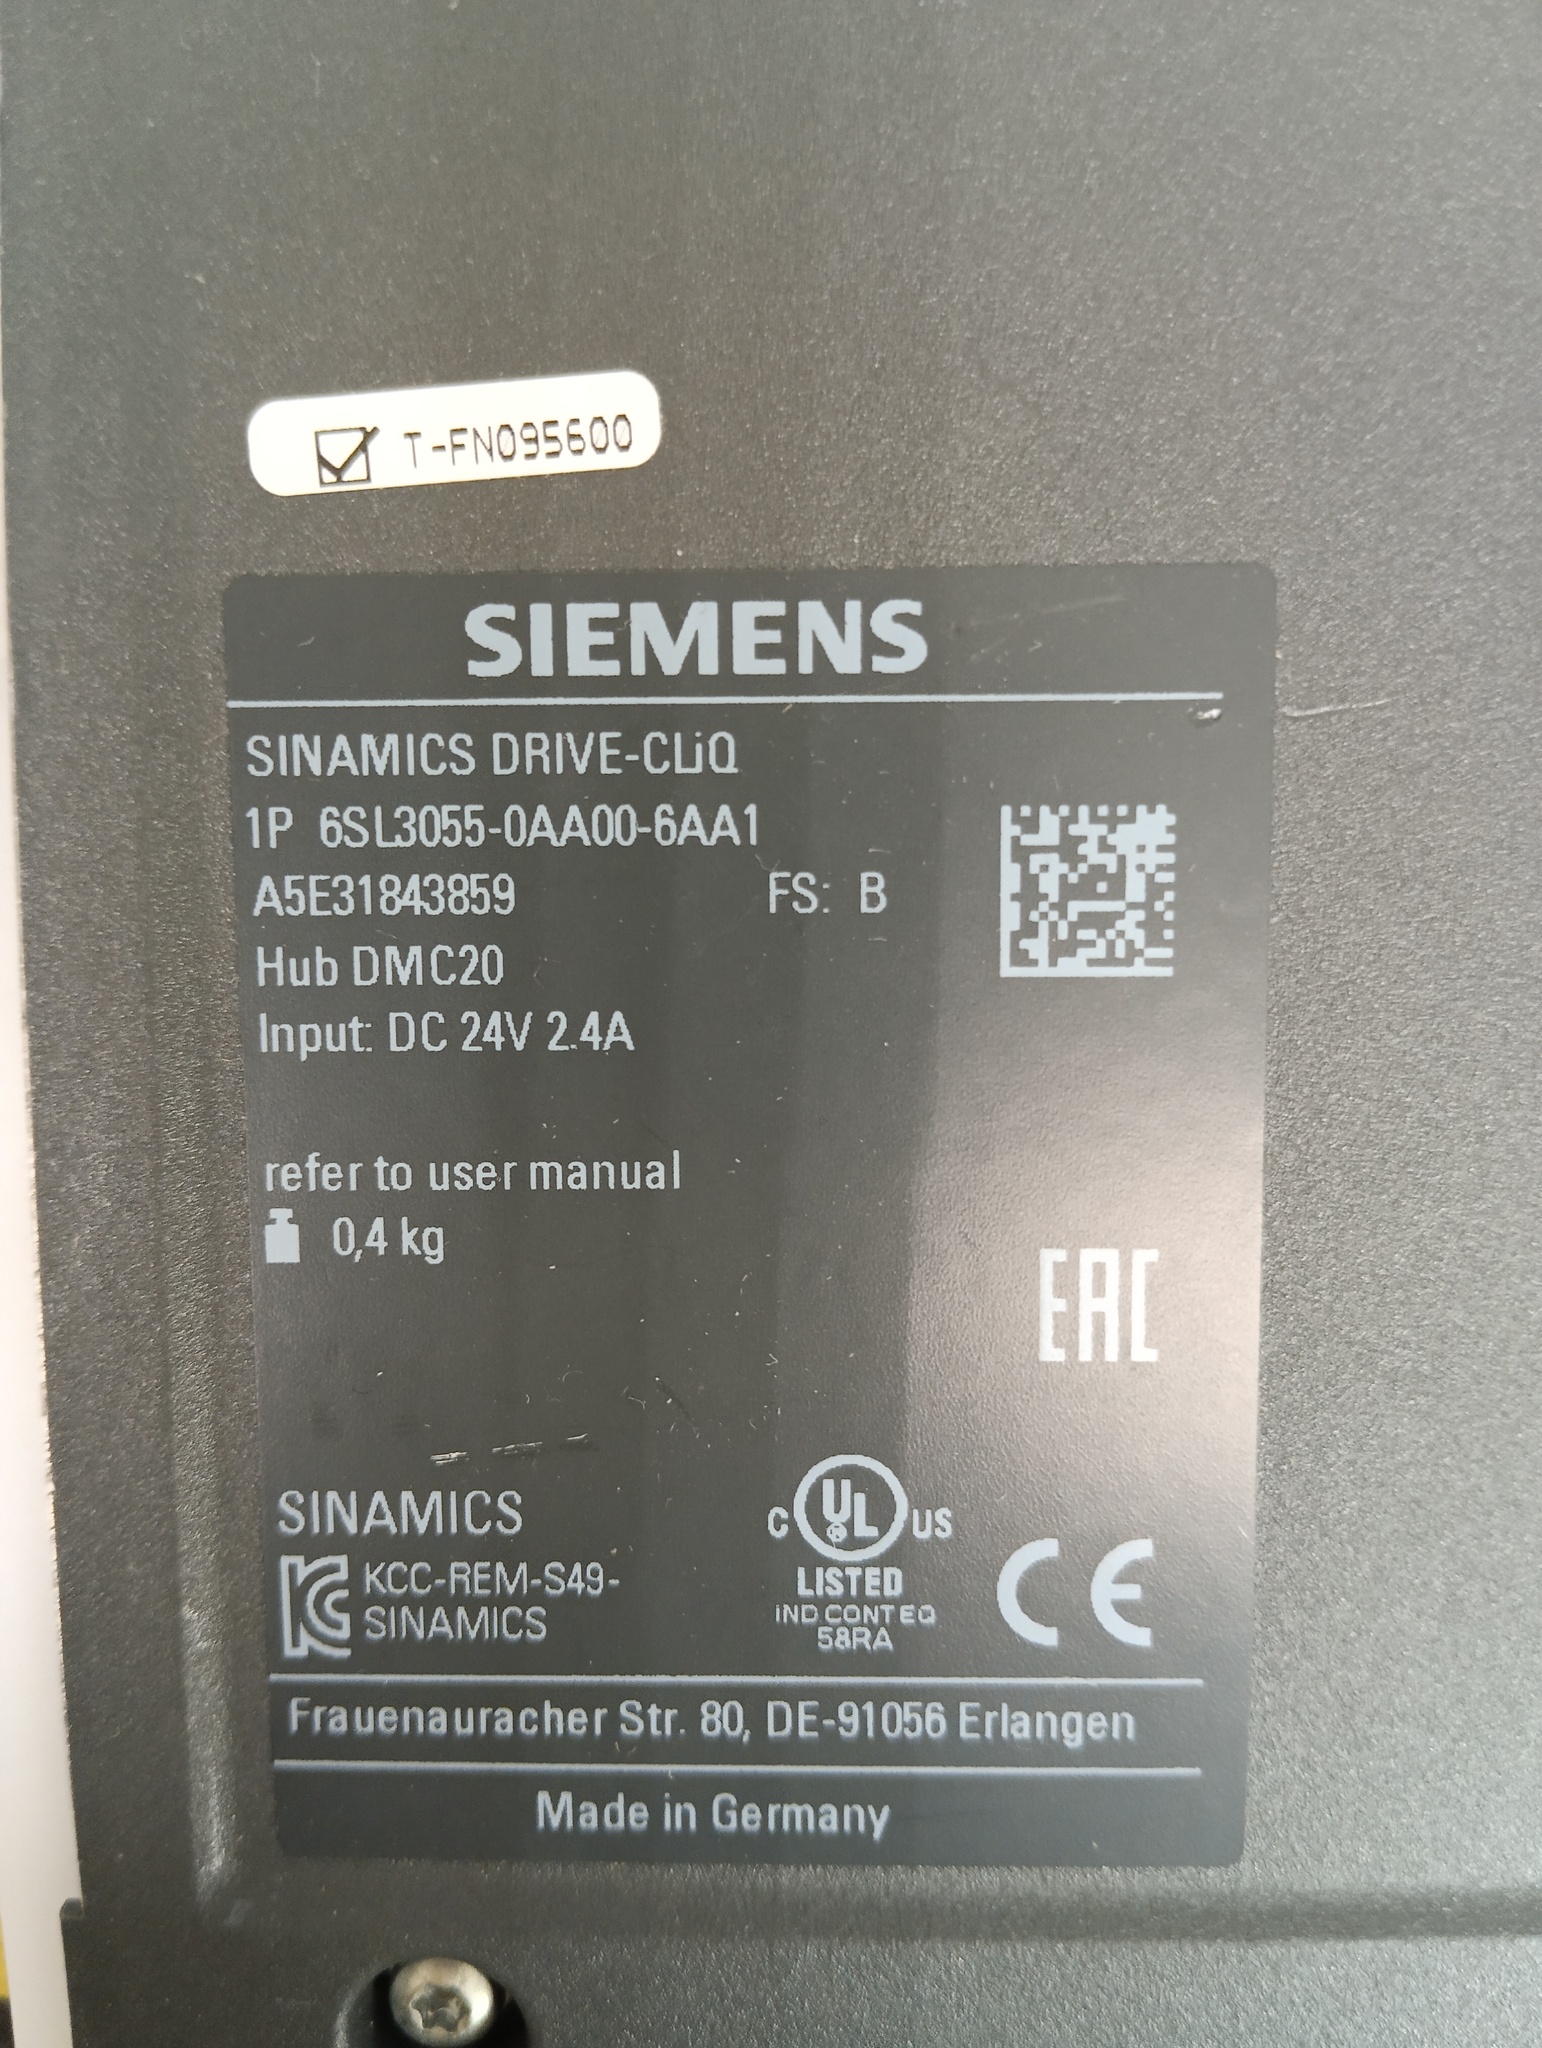 T-FN095600
SIEMENS
SINAMICS DRIVE-CLiQ
1P 6SL3055-0AA00-6AA1
A5E31843859 FS: B
Hub DMC20
Input: DC 24V 2.4A
refer to user manual
0,4 kg
EAC
SINAMICS
KCC-REM-S49-
SINAMICS
C UL US
LISTED
IND CONT EQ
58RA
CE
Frauenauracher Str. 80, DE-91056 Erlangen
Made in Germany